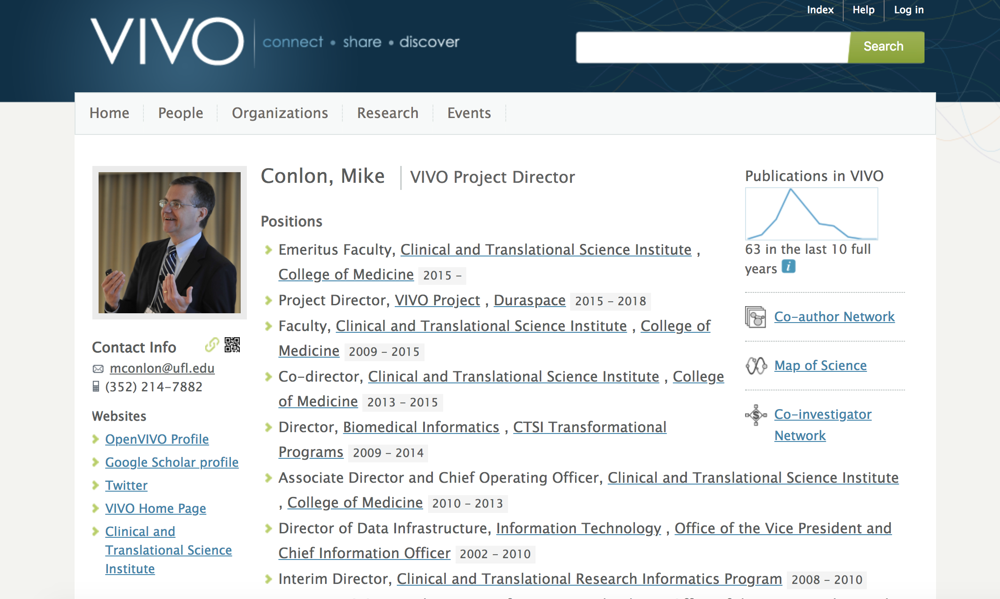 Index
Help
Log in
VIVO
connect • share • discover
Search
Home
People
Organizations
Research
Events
Conlon, Mike
VIVO Project Director
Positions
Emeritus Faculty, Clinical and Translational Science Institute ,
College of Medicine 2015 -
Project Director, VIVO Project , Duraspace 2015 - 2018
Faculty, Clinical and Translational Science Institute , College of
Medicine 2009 - 2015
Co-director, Clinical and Translational Science Institute , College
of Medicine 2013 - 2015
Director, Biomedical Informatics , CTSI Transformational
Programs 2009 - 2014
Associate Director and Chief Operating Officer, Clinical and Translational Science Institute
, College of Medicine 2010 - 2013
Director of Data Infrastructure, Information Technology , Office of the Vice President and
Chief Information Officer 2002 - 2010
Interim Director, Clinical and Translational Research Informatics Program 2008 - 2010
Publications in VIVO
63 in the last 10 full
years i
Co-author Network
Map of Science
Co-investigator
Network
Contact Info
mconlon@ufl.edu
(352) 214-7882
Websites
OpenVIVO Profile
Google Scholar profile
Twitter
VIVO Home Page
Clinical and
Translational Science
Institute